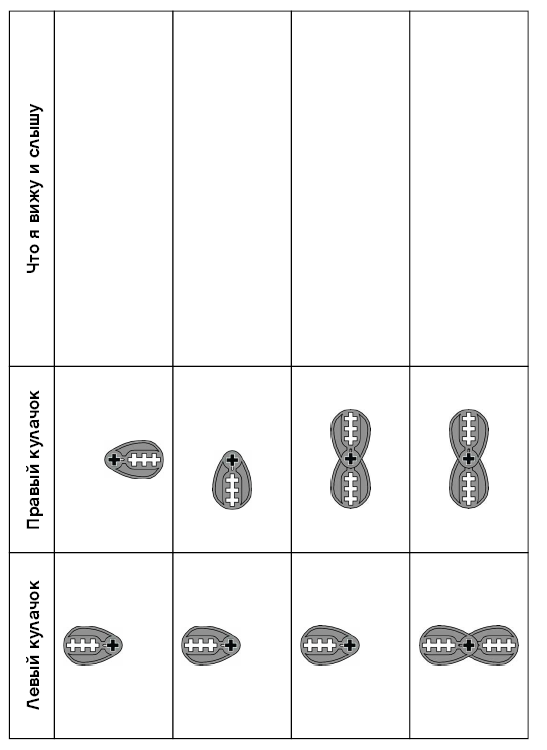 Левый кулачок
Правый кулачок
Что я вижу и слышу